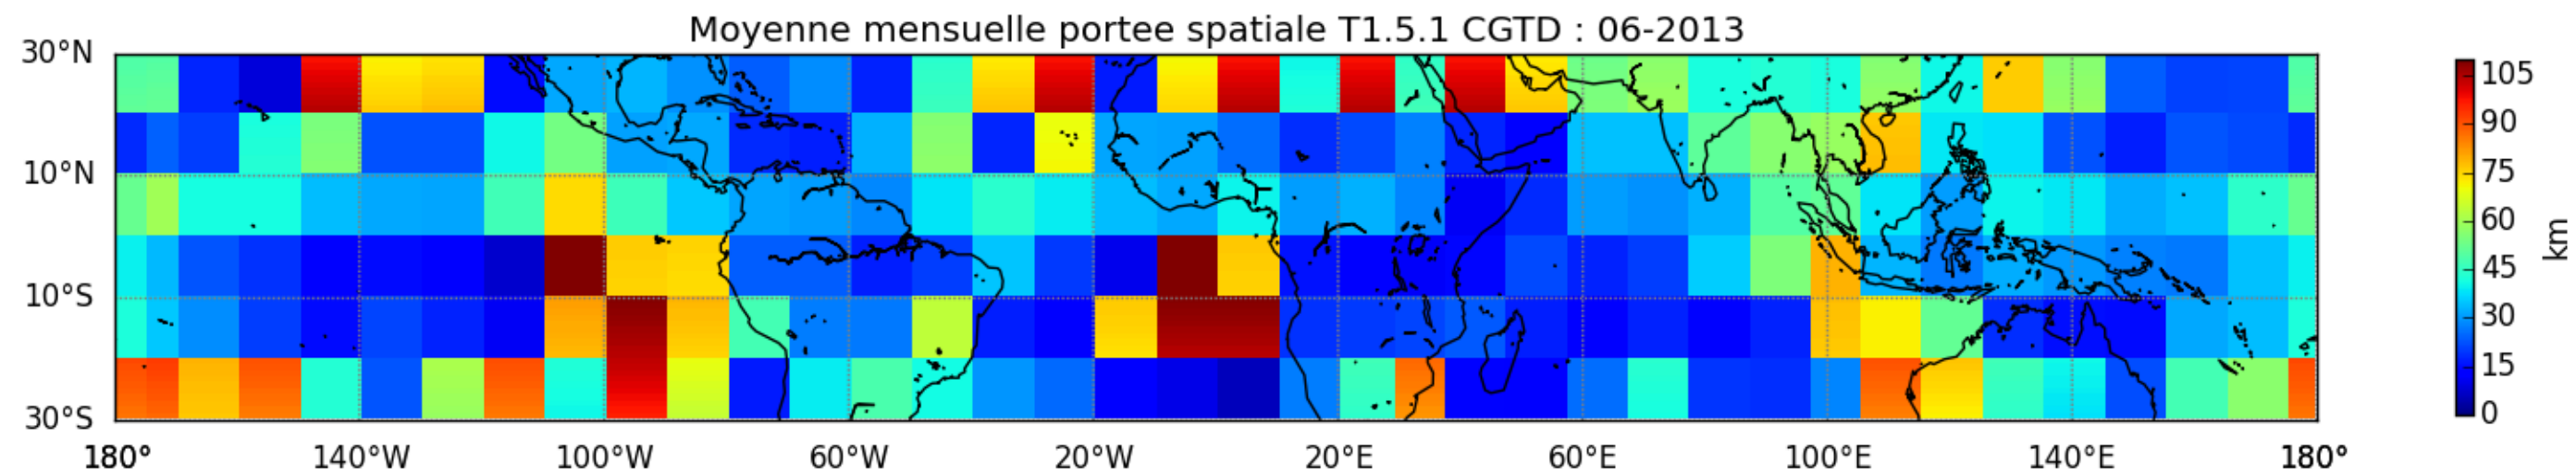 Moyenne mensuelle portee spatiale T1.5.1 CGTD : 06-2013
30°N
10°N
10°S
30°S
180° 140°W 100°W 60°W 20°W 20°E 60°E 100°E 140°E 180°
105
90
75
60
45
30
15
0
km